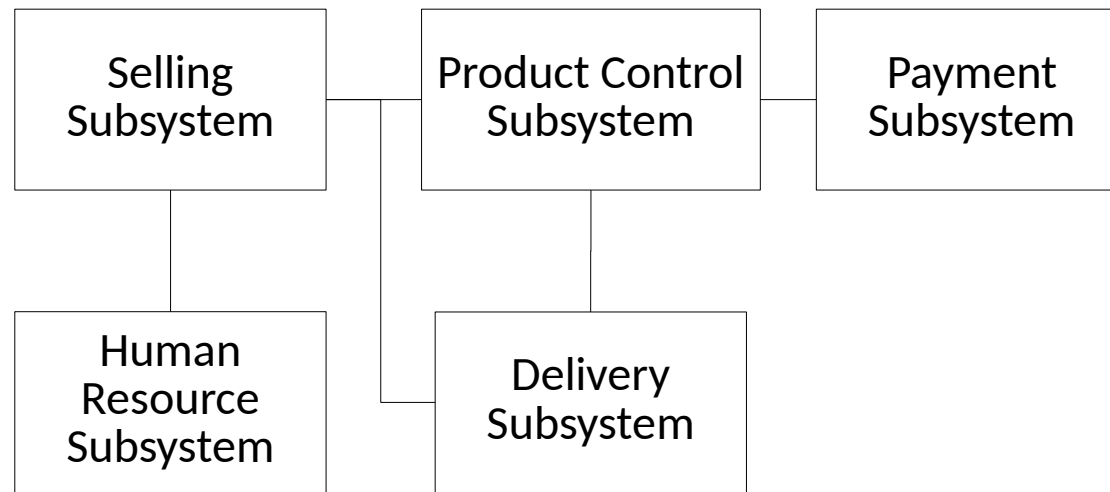 Selling
Subsystem
Product Control
Subsystem
Payment
Subsystem
Human
Resource
Subsystem
Delivery
Subsystem